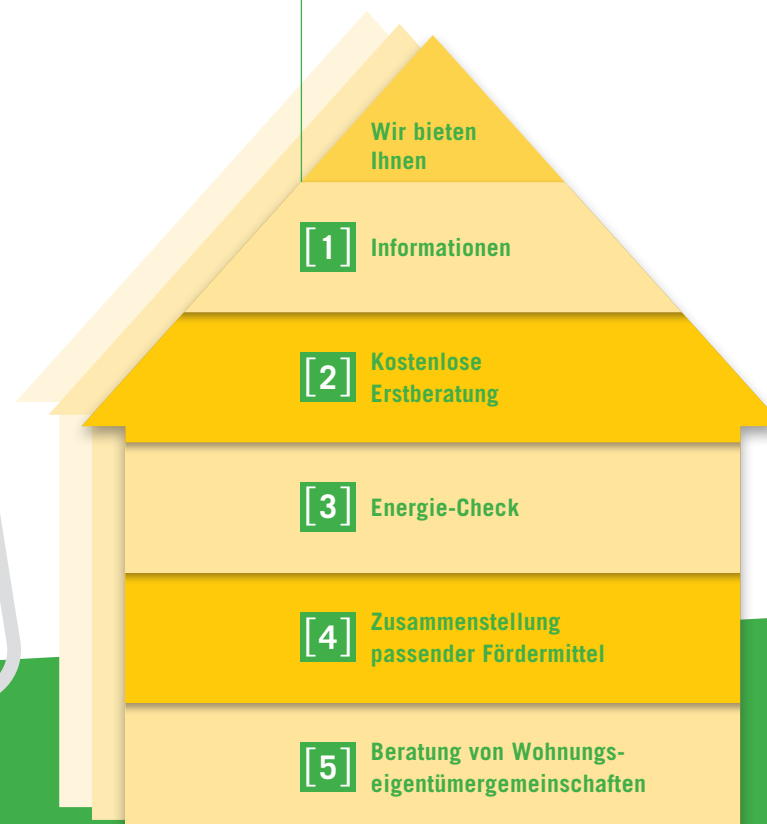 Wir bieten
Ihnen
[1] Informationen
[2] Kostenlose
Erstberatung
[3] Energie-Check
[4] Zusammenstellung
passender Fördermittel
[5] Beratung von Wohnungs-
eigentümergemeinschaften